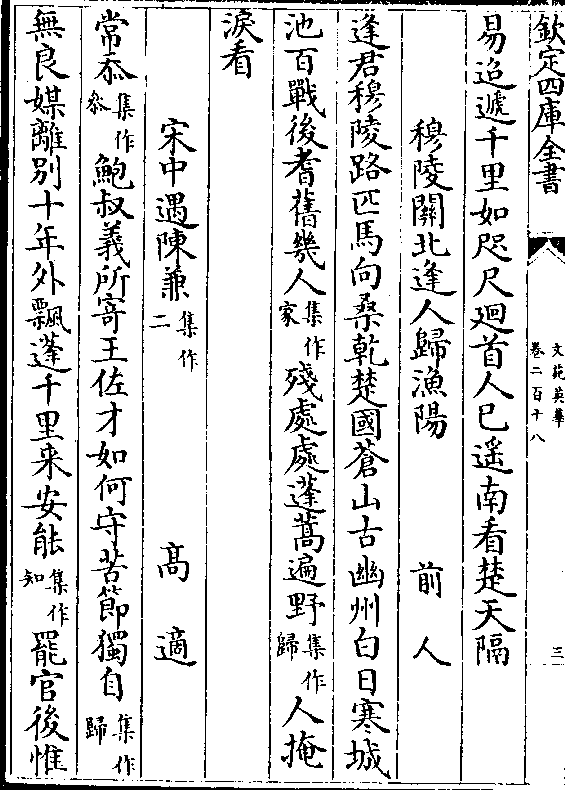 欽定四庫全書
文苑英華
卷二百十八
三
易迢遞千里如咫尺廻首人已遥南看楚天隔
穆陵關北逢人歸漁陽 前人
逢君穆陵路匹馬向桑乾楚國蒼山古幽州白日寒城
池百戰後耆舊幾人集作家殘處處蓬蒿遍野集作歸人掩
淚看
宋中遇陳兼集作二 高適
常忝集作參鮑叔義所寄王佐才如何守苦節獨自集作歸
無良媒離別十年外飄蓬千里來安能集作知罷官後惟